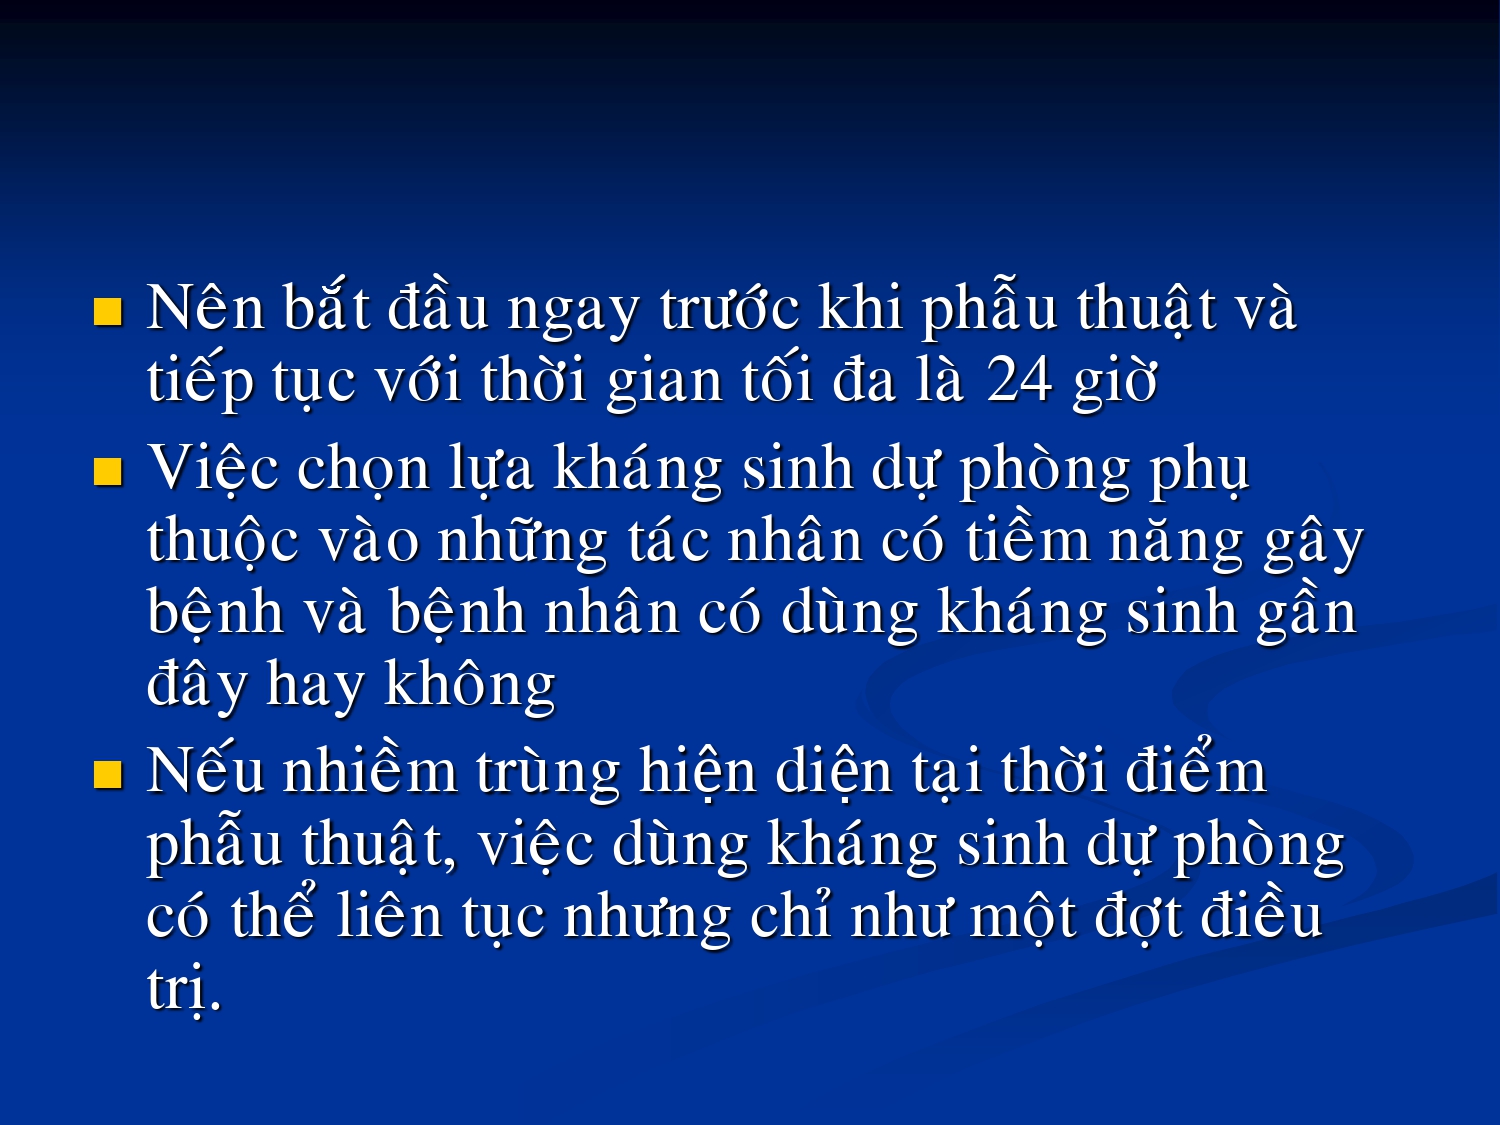 Nên bắt đầu ngay trước khi phẫu thuật và
tiếp tục với thời gian tối đa là 24 giờ
Việc chọn lựa kháng sinh dự phòng phụ
thuộc vào những tác nhân có tiềm năng gây
bệnh và bệnh nhân có dùng kháng sinh gần
đây hay không
Nếu nhiềm trùng hiện diện tại thời điểm
phẫu thuật, việc dùng kháng sinh dự phòng
có thể liên tục nhưng chỉ như một đợt điều
trị.